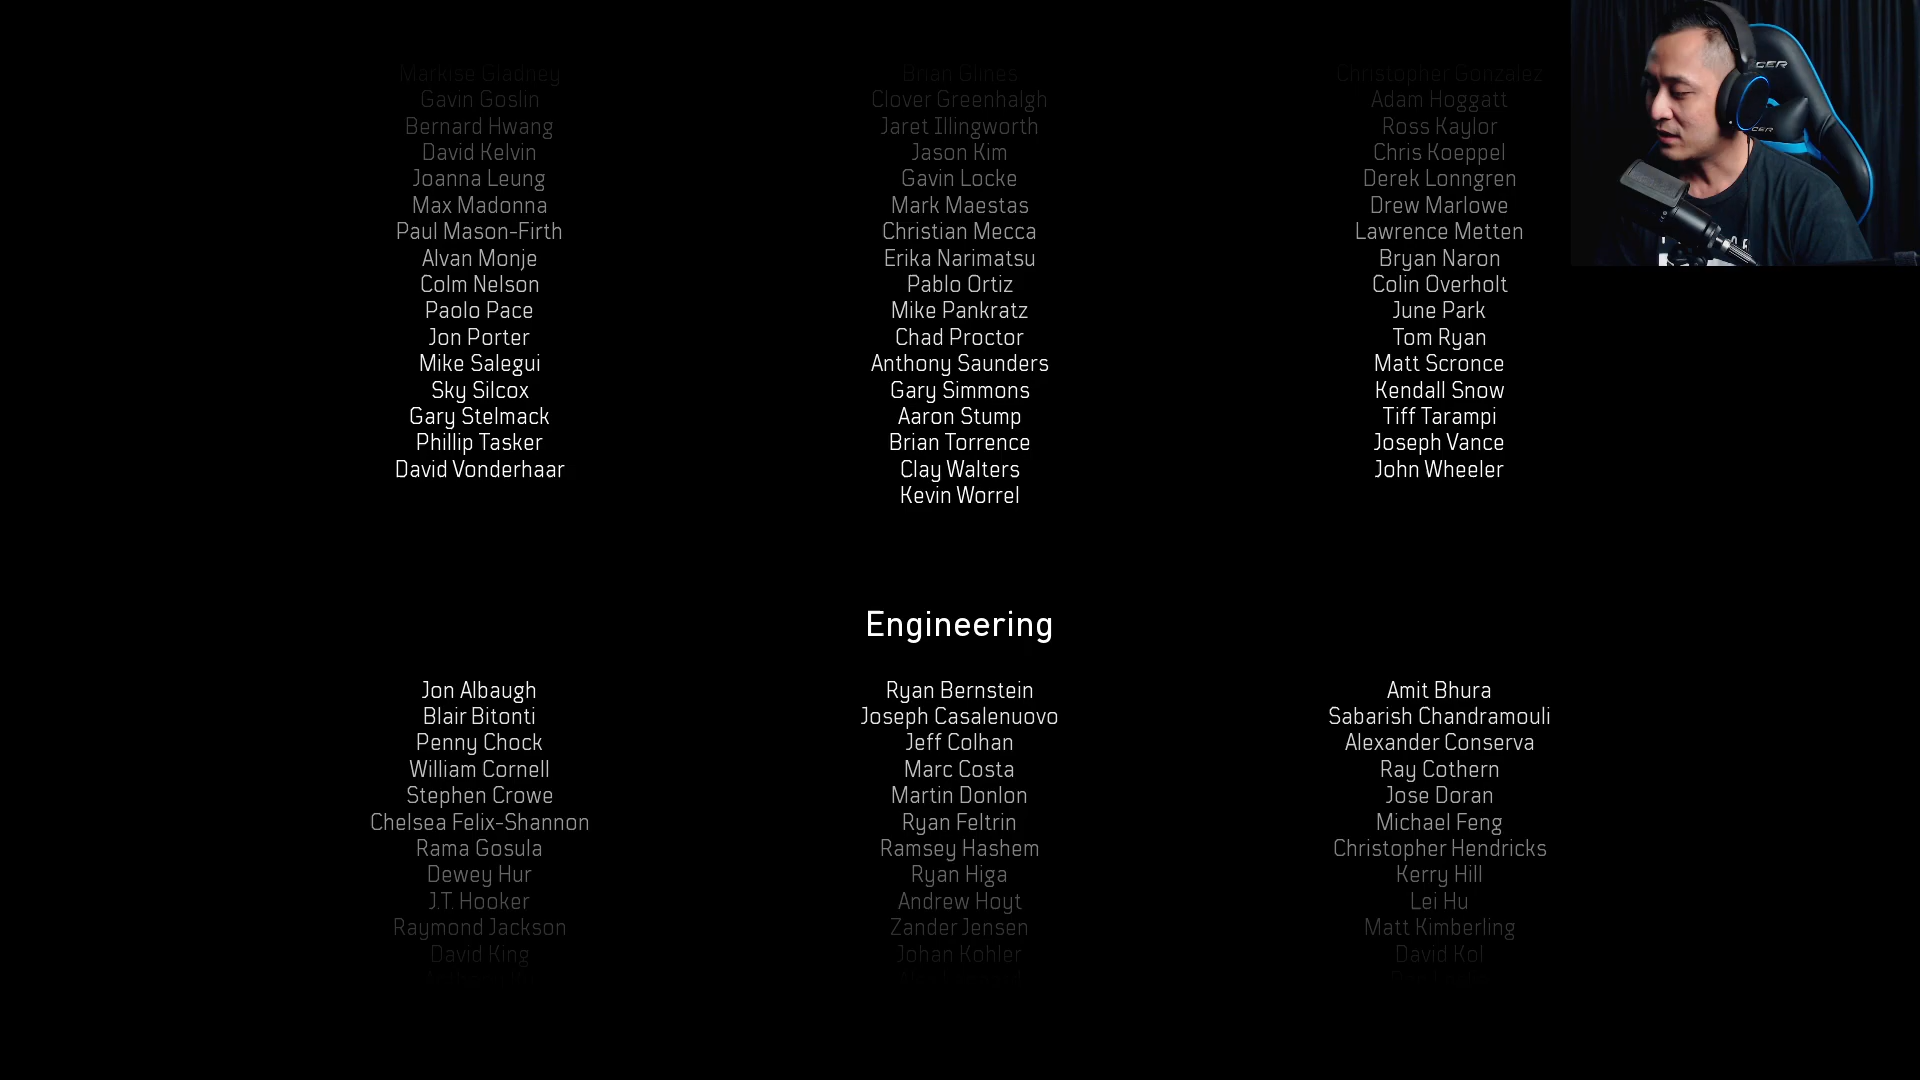 Markise Gladney Brian Glines Christopher Gonzalez
Gavin Goslin Clover Greenhalgh Adam Hoggatt
Bernard Hwang Jaret Illingworth Ross Kaylor
David Kelvin Jason Kim Chris Koeppel
Joanna Leung Gavin Locke Derek Lonngren
Max Madonna Mark Maestas Drew Marlowe
Paul Mason-Firth Christian Mecca Lawrence Metten
Alvan Monje Erika Narimatsu Bryan Naron
Colm Nelson Pablo Ortiz Colin Overholt
Paolo Pace Mike Pankratz June Park
Jon Porter Chad Proctor Tom Ryan
Mike Salegui Anthony Saunders Matt Scronce
Sky Silcox Gary Simmons Kendall Snow
Gary Stelmack Aaron Stump Tiff Tarampi
Phillip Tasker Brian Torrence Joseph Vance
David Vonderhaar Clay Walters John Wheeler
Kevin Worrel
Engineering
Jon Albaugh Ryan Bernstein Amit Bhura
Blair Bitonti Joseph Casalenuovo Sabarish Chandramouli
Penny Chock Jeff Colhan Alexander Conserva
William Cornell Marc Costa Ray Cothern
Stephen Crowe Martin Donlon Jose Doran
Chelsea Felix-Shannon Ryan Feltrin Michael Feng
Rama Gosula Ramsey Hashem Christopher Hendricks
Dewey Hur Ryan Higa Kerry Hill
J.T. Hooker Andrew Hoyt Lei Hu
Raymond Jackson Zander Jensen Matt Kimberling
David King Johan Kohler David Kol